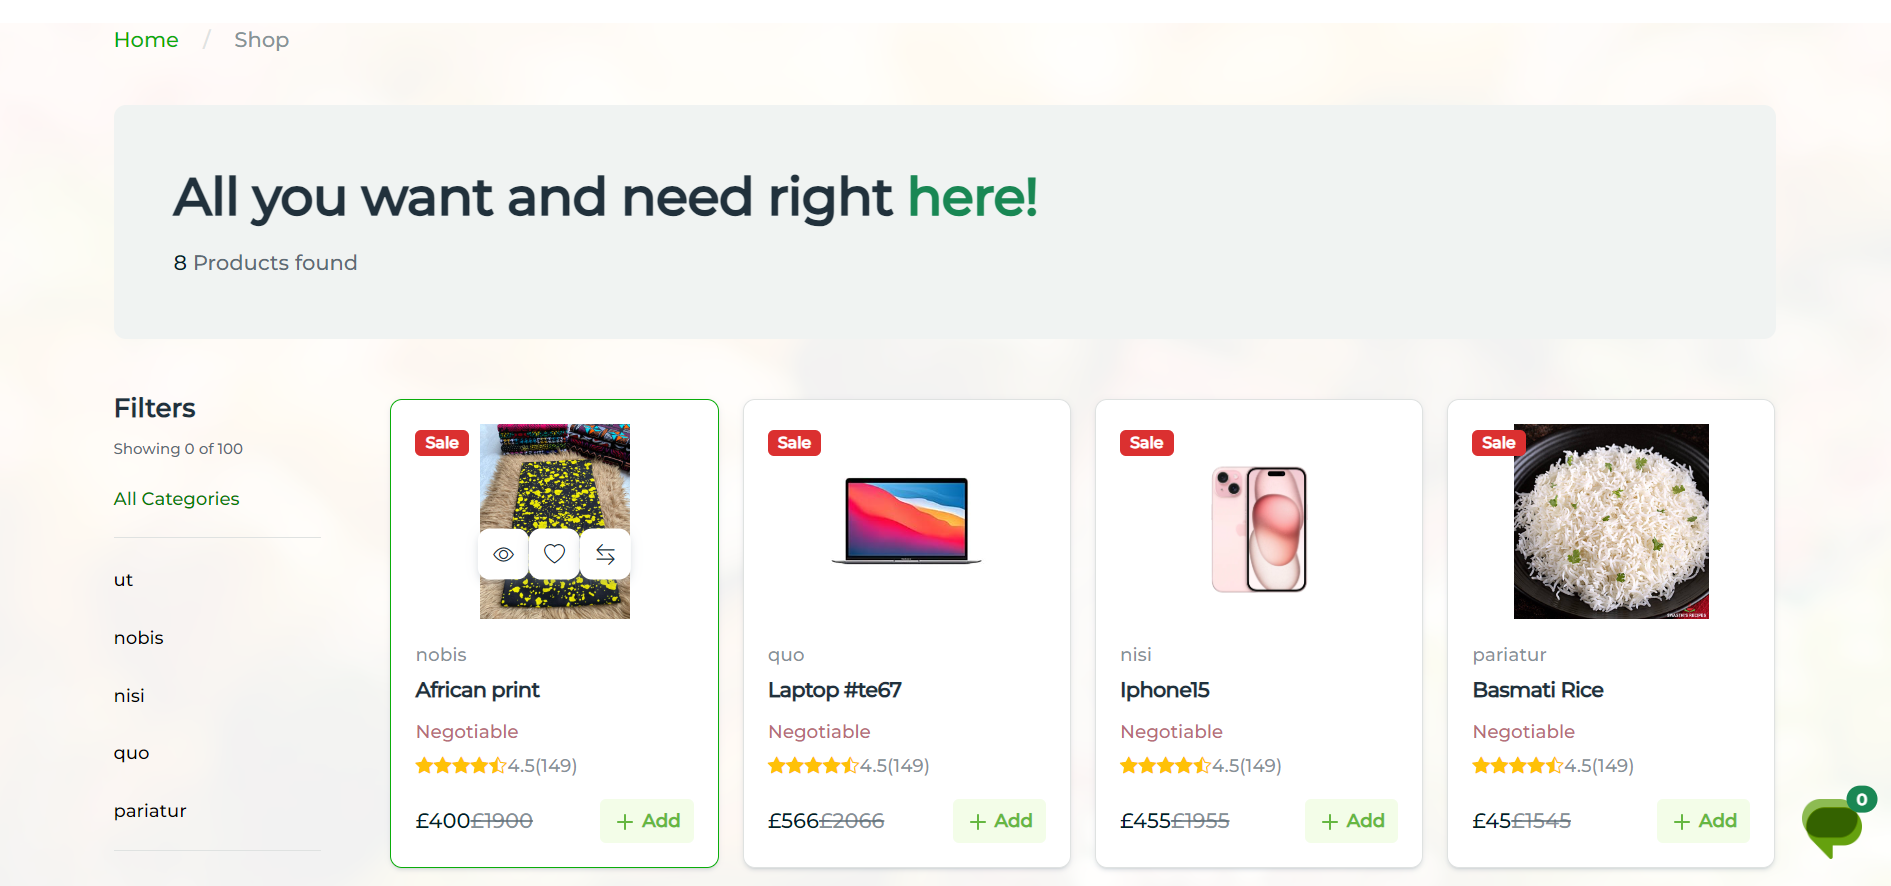 Home / Shop
All you want and need right here!
8 Products found
Filters
Showing 0 of 100
All Categories
ut
nobis
nisi
quo
pariatur
Sale
nobis
African print
Negotiable
4.5(149)
£400£1900
+ Add
Sale
quo
Laptop #te67
Negotiable
4.5(149)
£566£2066
+ Add
Sale
nisi
Iphone15
Negotiable
4.5(149)
£455£1955
+ Add
Sale
SWASTHI'S RECIPES
pariatur
Basmati Rice
Negotiable
4.5(149)
£45£1545
+ Add
0